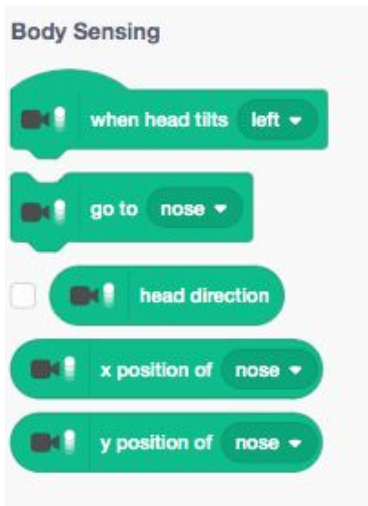 Body Sensing
when head tilts left
go to nose
head direction
x position of nose
y position of nose